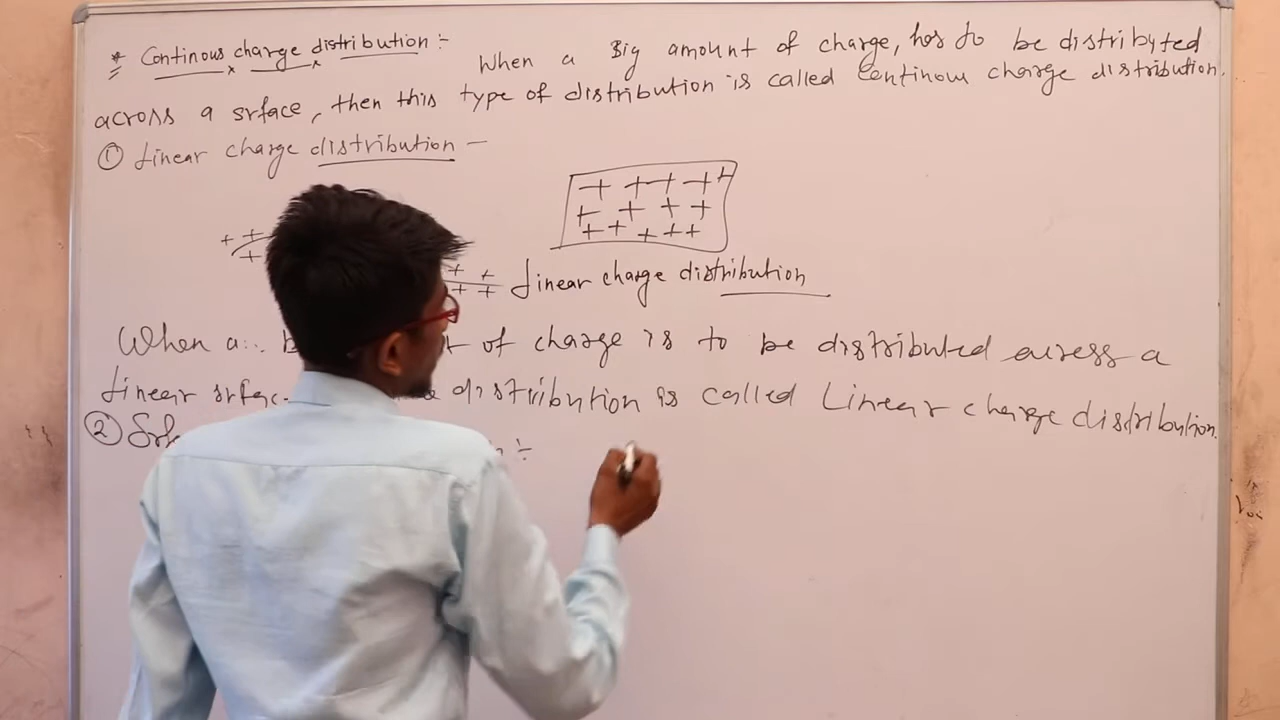 * Continous charge distribution :- When a Big amount of charge, has to be distributed
across a srface, then this type of distribution is called Continous charge distribution.
① Linear charge distribution -
+ + + + + +
+ + + +
+ + + + +
+ +
+
+ +
+ +
Linear charge distribution
When a of charge is to be distributed across a
Linear distribution is called Linear charge distribution.
②